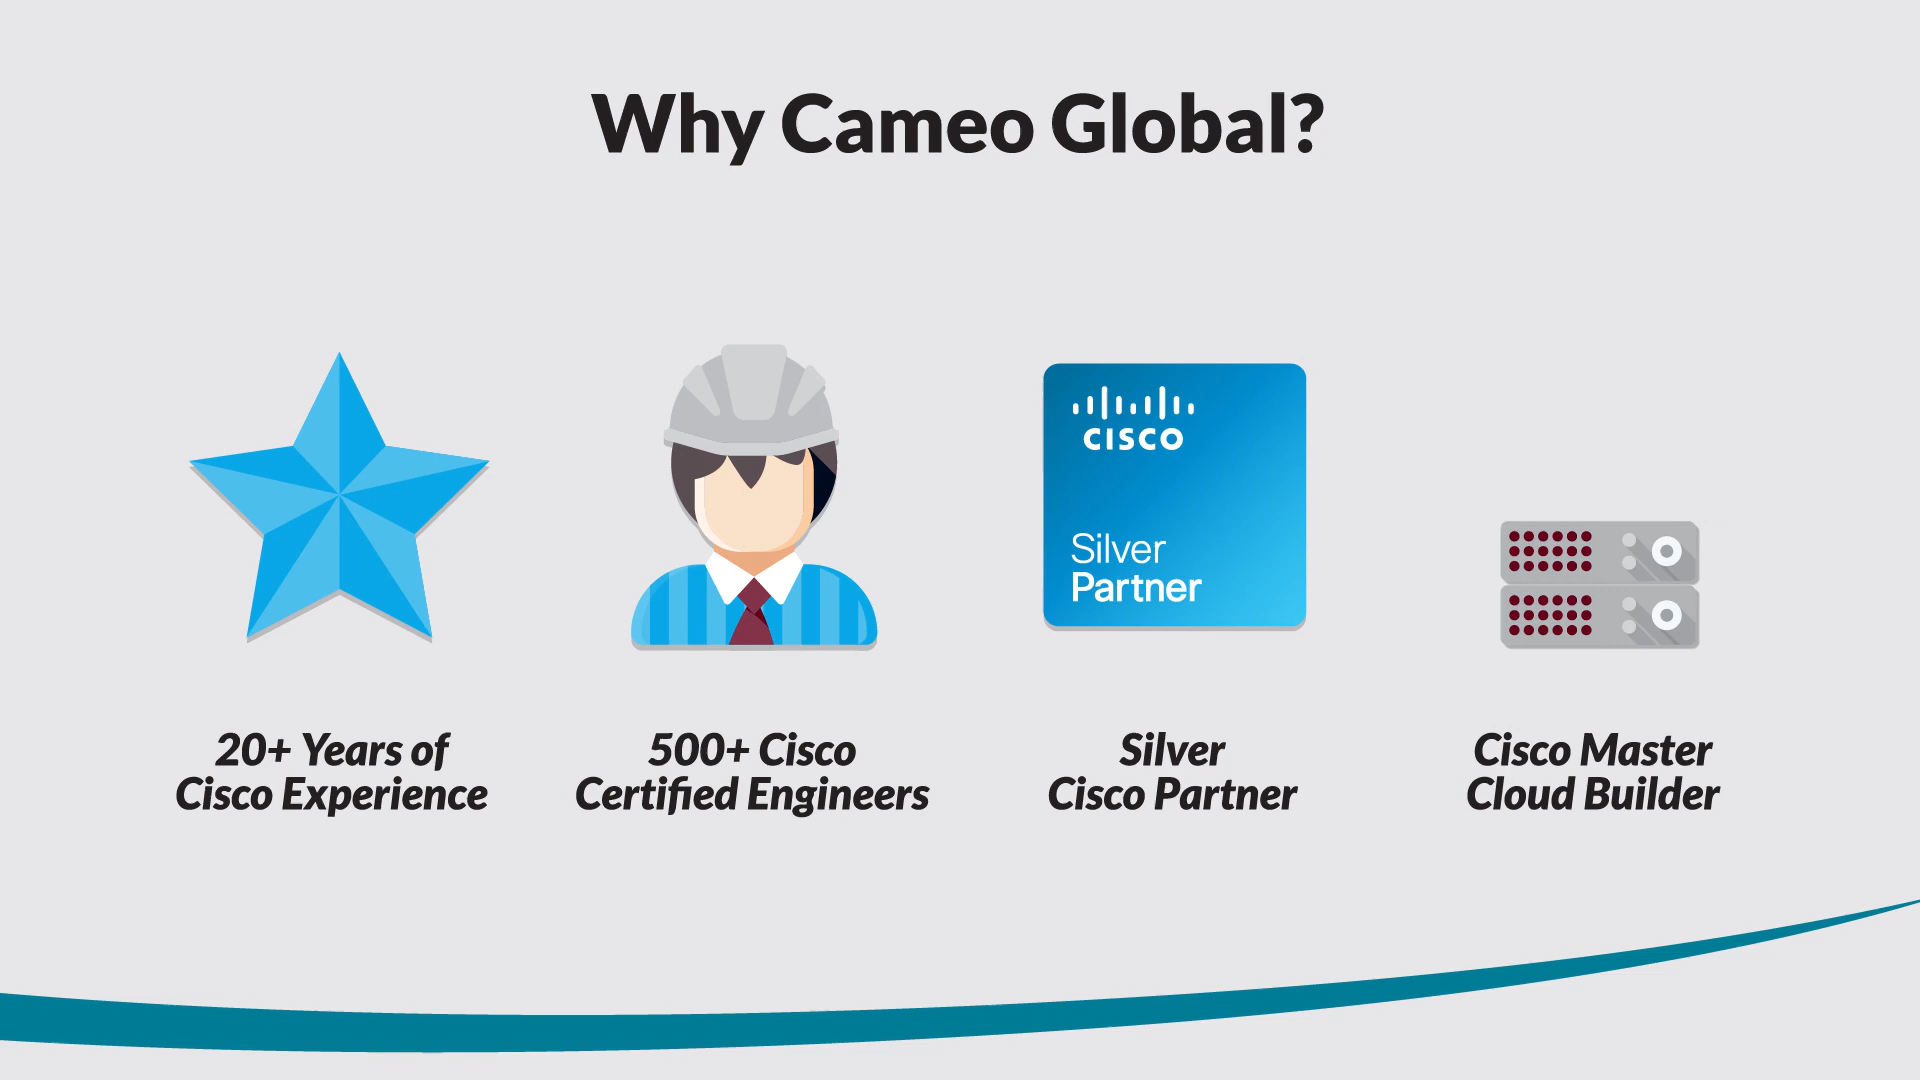 Why Cameo Global?
CISCO
Silver
Partner
20+ Years of
Cisco Experience
500+ Cisco
Certified Engineers
Silver
Cisco Partner
Cisco Master
Cloud Builder